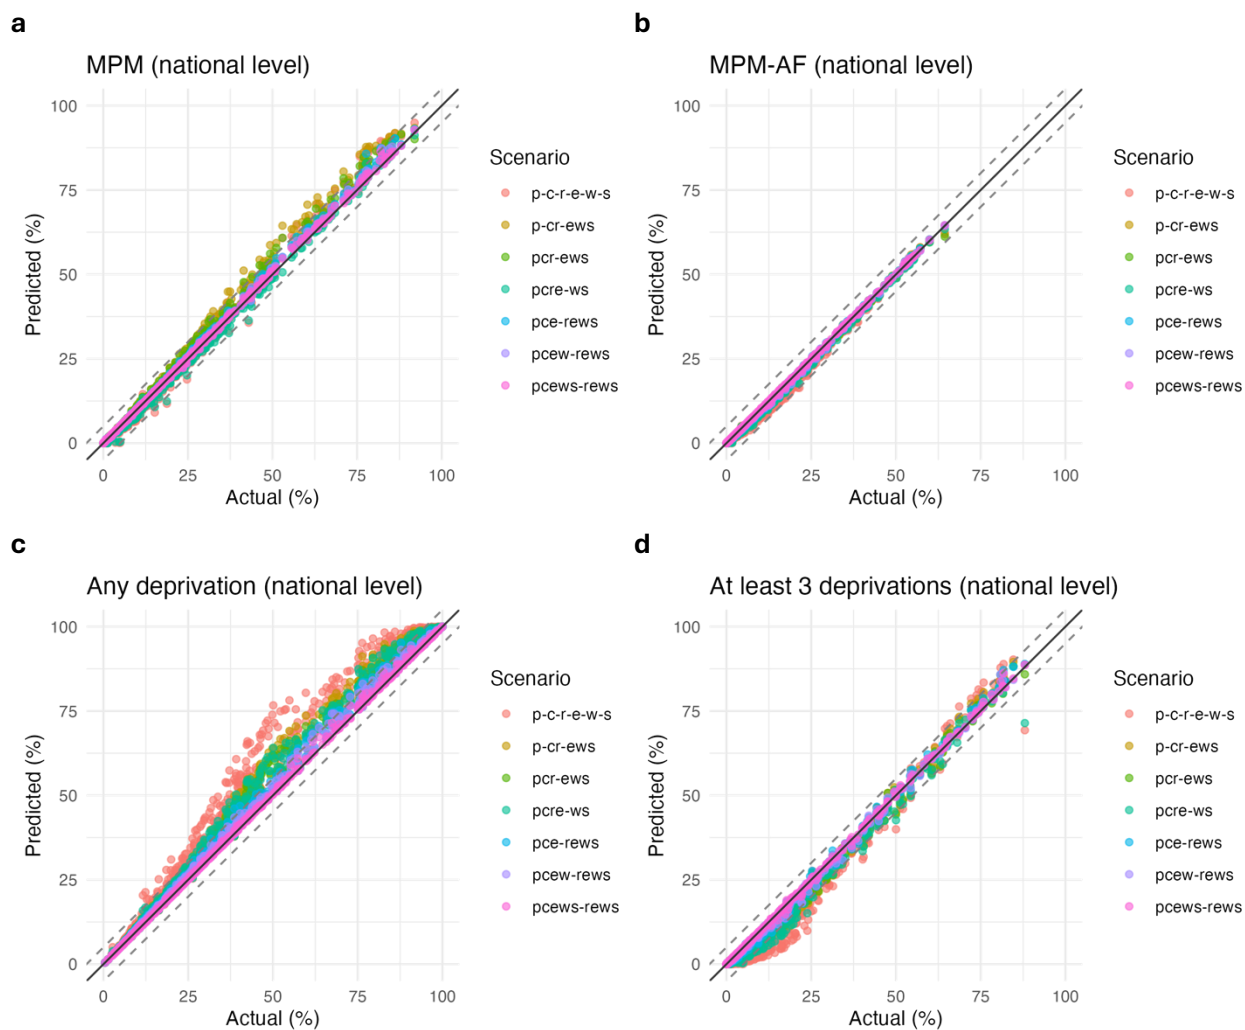 a
MPM (national level)
100
75
50
25
0
Predicted (%)
0 25 50 75 100
Actual (%)
Scenario
p-c-r-e-w-s
p-cr-ews
pcr-ews
pcre-ws
pce-rews
pcew-rews
pcews-rews
b
MPM-AF (national level)
100
75
50
25
0
Predicted (%)
0 25 50 75 100
Actual (%)
Scenario
p-c-r-e-w-s
p-cr-ews
pcr-ews
pcre-ws
pce-rews
pcew-rews
pcews-rews
c
Any deprivation (national level)
100
75
50
25
0
Predicted (%)
0 25 50 75 100
Actual (%)
Scenario
p-c-r-e-w-s
p-cr-ews
pcr-ews
pcre-ws
pce-rews
pcew-rews
pcews-rews
d
At least 3 deprivations (national level)
100
75
50
25
0
Predicted (%)
0 25 50 75 100
Actual (%)
Scenario
p-c-r-e-w-s
p-cr-ews
pcr-ews
pcre-ws
pce-rews
pcew-rews
pcews-rews